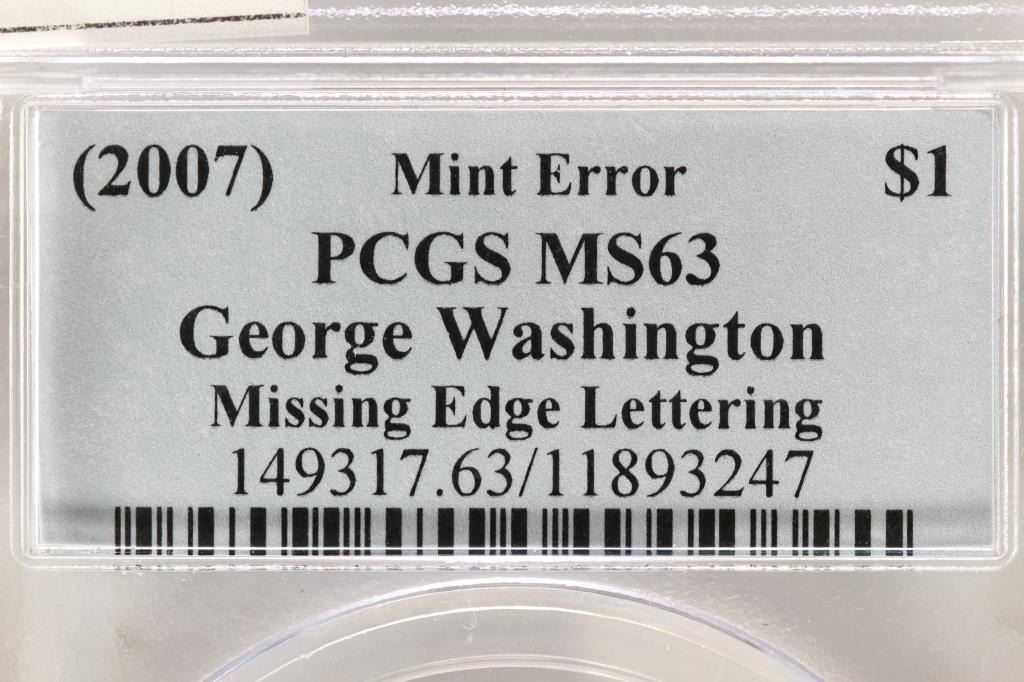 (2007) Mint Error $1
PCGS MS63
George Washington
Missing Edge Lettering
149317.63/11893247